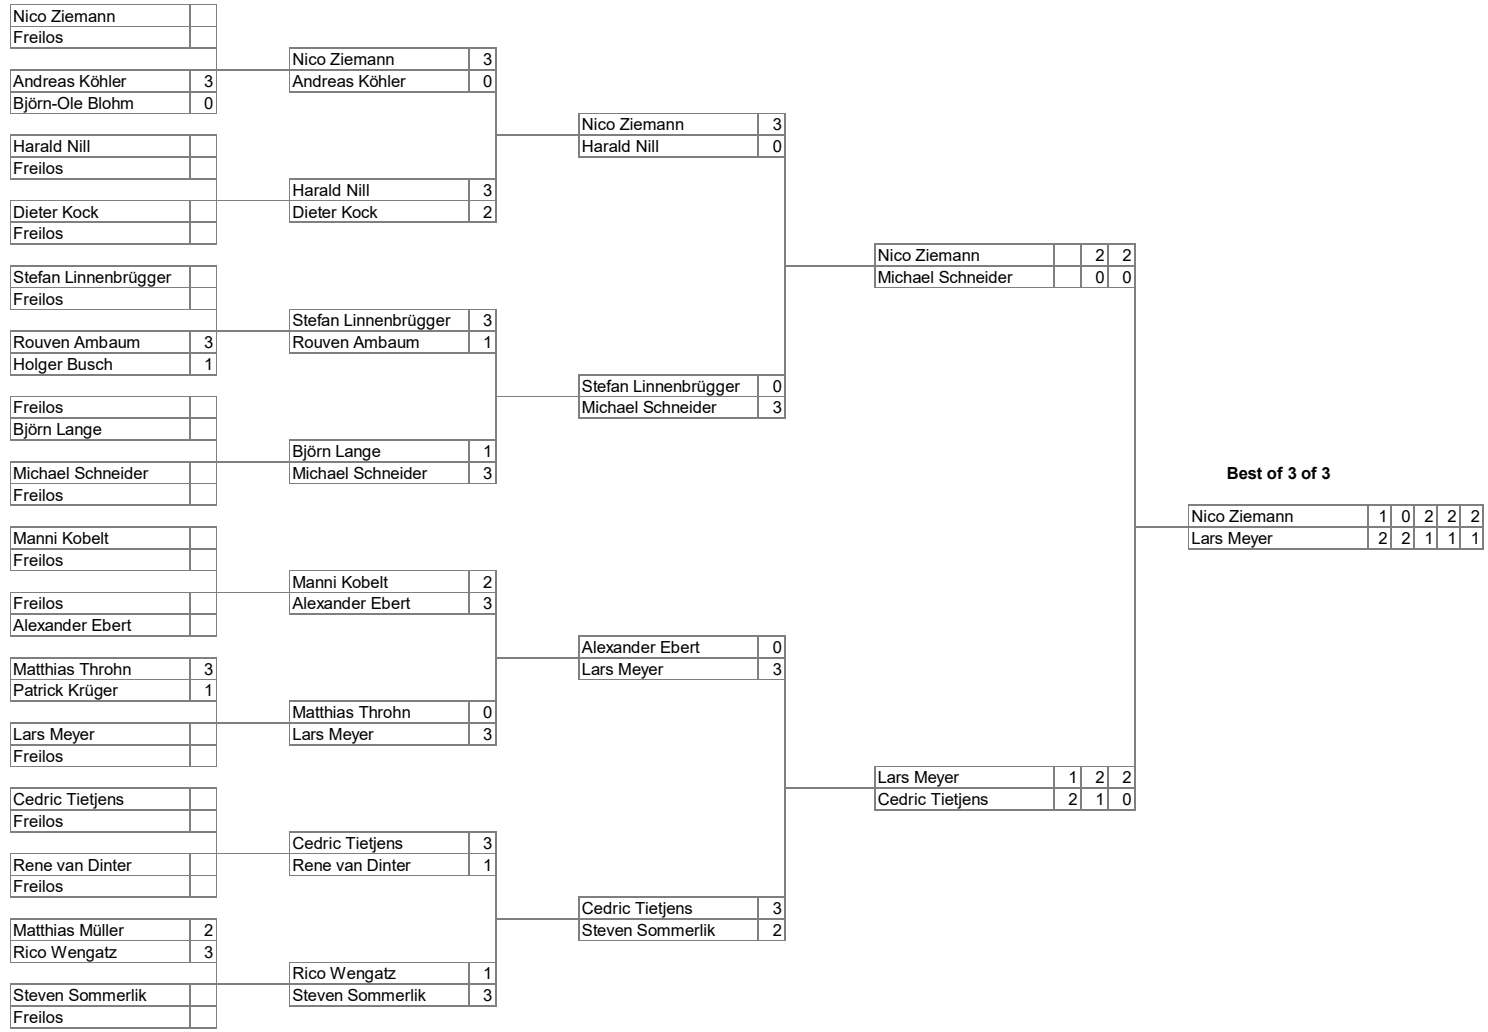 Nico Ziemann
Freilos
Andreas Köhler 3
Björn-Ole Blohm 0
Harald Nill
Freilos
Dieter Kock
Freilos
Stefan Linnenbrügger
Freilos
Rouven Ambaum 3
Holger Busch 1
Freilos
Björn Lange
Michael Schneider
Freilos
Manni Kobelt
Freilos
Freilos
Alexander Ebert
Matthias Throhn 3
Patrick Krüger 1
Lars Meyer
Freilos
Cedric Tietjens
Freilos
Rene van Dinter
Freilos
Matthias Müller 2
Rico Wengatz 3
Steven Sommerlik
Freilos
Nico Ziemann 3
Andreas Köhler 0
Harald Nill 3
Dieter Kock 2
Stefan Linnenbrügger 3
Rouven Ambaum 1
Björn Lange 1
Michael Schneider 3
Manni Kobelt 2
Alexander Ebert 3
Matthias Throhn 0
Lars Meyer 3
Cedric Tietjens 3
Rene van Dinter 1
Rico Wengatz 1
Steven Sommerlik 3
Nico Ziemann 3
Harald Nill 0
Stefan Linnenbrügger 0
Michael Schneider 3
Alexander Ebert 0
Lars Meyer 3
Cedric Tietjens 3
Steven Sommerlik 2
Nico Ziemann 2 2
Michael Schneider 0 0
Lars Meyer 1 2 2
Cedric Tietjens 2 1 0
Best of 3 of 3
Nico Ziemann 1 0 2 2 2
Lars Meyer 2 2 1 1 1